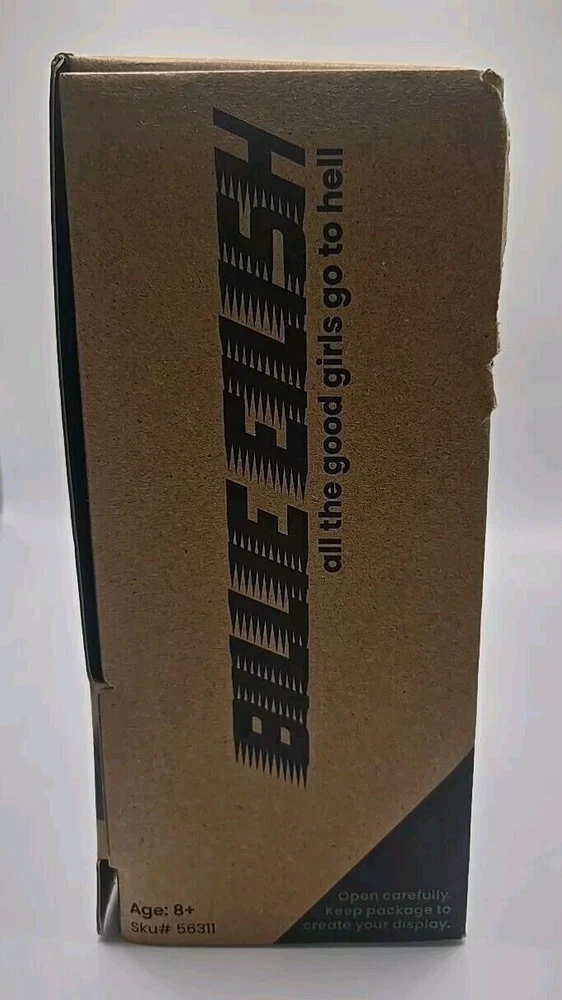 BILLIE EILISH
all the good girls go to hell
Age: 8+
Sku# 56311
Open carefully.
Keep package to
create your display.